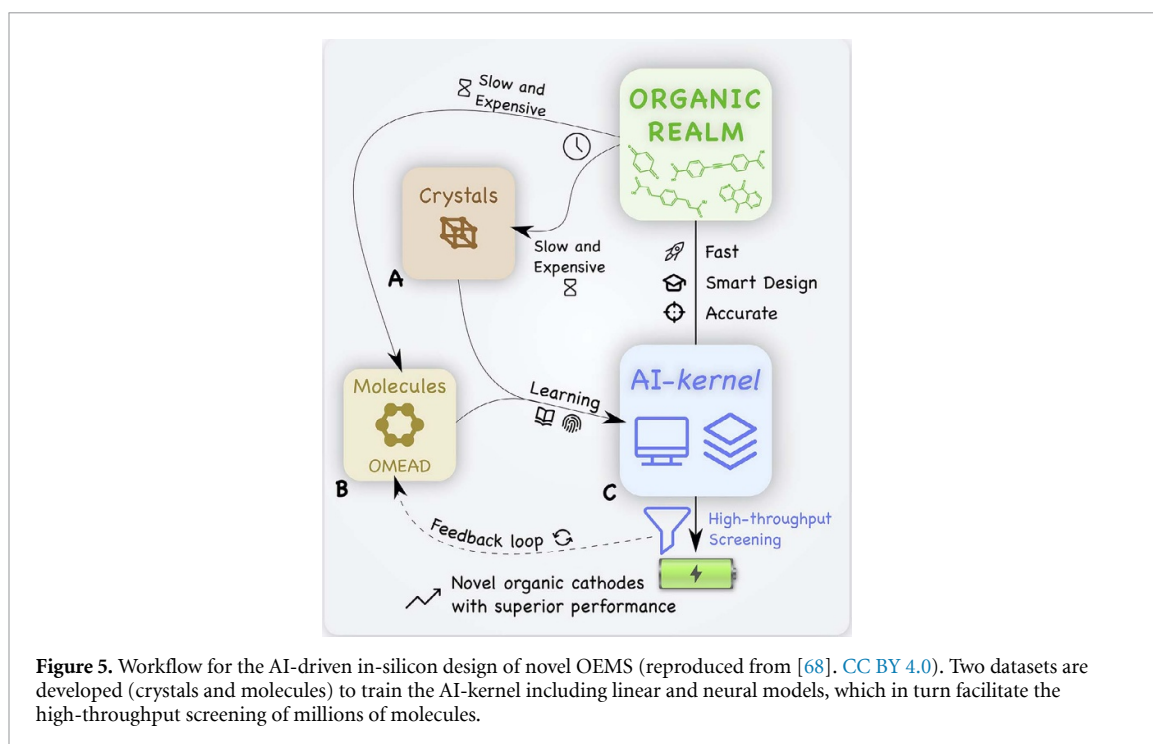 Slow and
Expensive
ORGANIC
REALM
Crystals
A
Slow and
Expensive
Fast
Smart Design
Accurate
Molecules
OMEAD
B
Learning
AI-kernel
C
High-throughput
Screening
Feedback loop
Novel organic cathodes
with superior performance
Figure 5. Workflow for the AI-driven in-silicon design of novel OEMS (reproduced from [68]. CC BY 4.0). Two datasets are
developed (crystals and molecules) to train the AI-kernel including linear and neural models, which in turn facilitate the
high-throughput screening of millions of molecules.